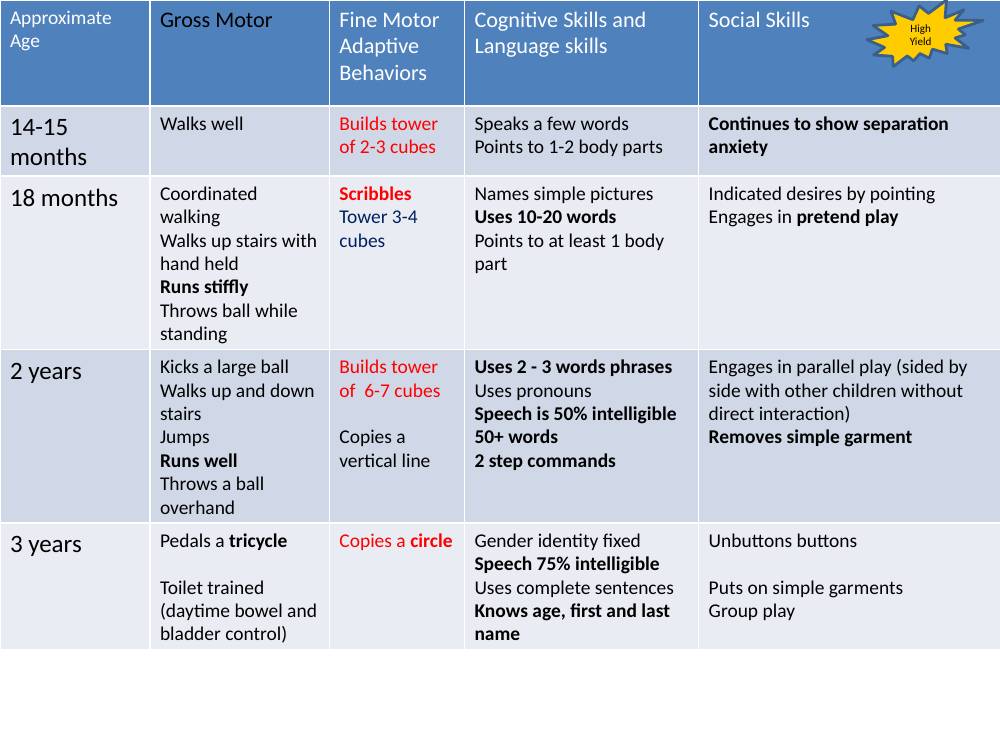 Approximate
Age
Gross Motor
Fine Motor
Adaptive
Behaviors
Cognitive Skills and
Language skills
Social Skills
High
Yield
14-15
months
Walks well
Builds tower
of 2-3 cubes
Speaks a few words
Points to 1-2 body parts
Continues to show separation
anxiety
18 months
Coordinated
walking
Walks up stairs with
hand held
Runs stiffly
Throws ball while
standing
Scribbles
Tower 3-4
cubes
Names simple pictures
Uses 10-20 words
Points to at least 1 body
part
Indicated desires by pointing
Engages in pretend play
2 years
Kicks a large ball
Walks up and down
stairs
Jumps
Runs well
Throws a ball
overhand
Builds tower
of  6-7 cubes
Copies a
vertical line
Uses 2 - 3 words phrases
Uses pronouns
Speech is 50% intelligible
50+ words
2 step commands
Engages in parallel play (sided by
side with other children without
direct interaction)
Removes simple garment
3 years
Pedals a tricycle
Toilet trained
(daytime bowel and
bladder control)
Copies a circle
Gender identity fixed
Speech 75% intelligible
Uses complete sentences
Knows age, first and last
name
Unbuttons buttons
Puts on simple garments
Group play